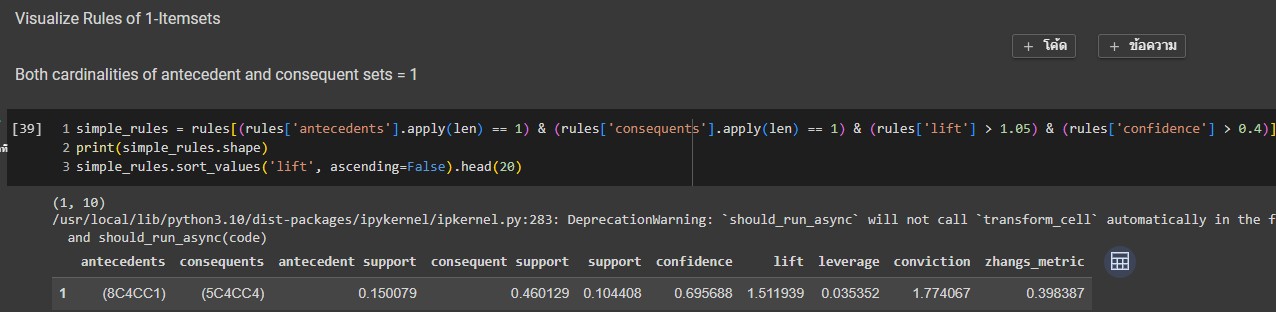 Visualize Rules of 1-Itemsets
+ โค้ด + ข้อความ
Both cardinalities of antecedent and consequent sets = 1
[39] 1 simple_rules = rules[(rules['antecedents'].apply(len) == 1) & (rules['consequents'].apply(len) == 1) & (rules['lift'] > 1.05) & (rules['confidence'] > 0.4)]
2 print(simple_rules.shape)
3 simple_rules.sort_values('lift', ascending=False).head(20)
(1, 10)
/usr/local/lib/python3.10/dist-packages/ipykernel/ipkernel.py:283: DeprecationWarning: `should_run_async` will not call `transform_cell` automatically in the f
and should_run_async(code)
antecedents consequents antecedent support consequent support support confidence lift leverage conviction zhangs_metric
1 (8C4CC1) (5C4CC4) 0.150079 0.460129 0.104408 0.695688 1.511939 0.035352 1.774067 0.398387